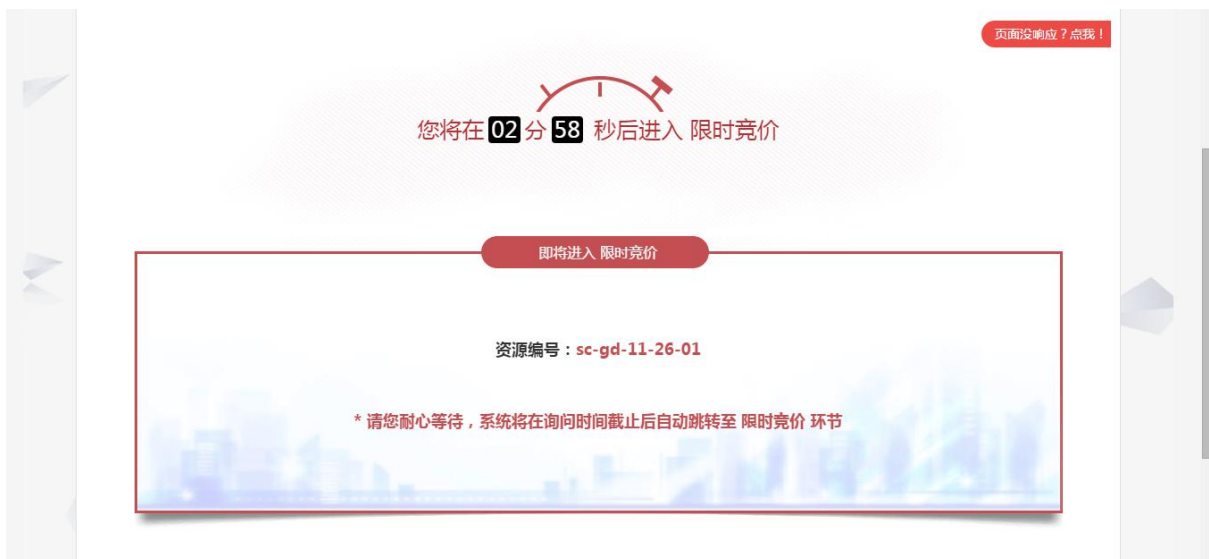 页面没响应？点我！
您将在 02 分 58 秒后进入 限时竞价
即将进入 限时竞价
资源编号：sc-gd-11-26-01
* 请您耐心等待，系统将在询问时间截止后自动跳转至 限时竞价 环节